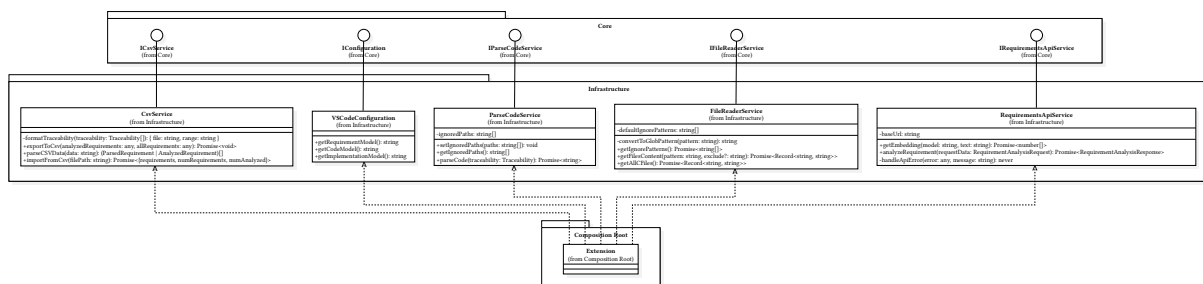 Core
ICsvService
(from Core)
IConfiguration
(from Core)
IParseCodeService
(from Core)
IFileReaderService
(from Core)
IRequirementsApiService
(from Core)
Infrastructure
CsvService
(from Infrastructure)
-formatTraceability(traceability: Traceability[]): { file: string, range: string }
+exportToCsv(analyzedRequirements: any, allRequirements: any): Promise<void>
+parseCSVData(data: string): (ParsedRequirement | AnalyzedRequirement)[]
+importFromCsv(filePath: string): Promise<(requirements, numRequirements, numAnalyzed)>
VSCodeConfiguration
(from Infrastructure)
+getRequirementModel(): string
+getCodeModel(): string
+getImplementationModel(): string
ParseCodeService
(from Infrastructure)
-ignoredPaths: string[]
+setIgnoredPaths(paths: string[]): void
+getIgnoredPaths(): string[]
+parseCode(traceability: Traceability): Promise<string>
FileReaderService
(from Infrastructure)
-defaultIgnorePatterns: string[]
-convertToGlobPattern(pattern: string): string
+getIgnorePatterns(): Promise<string[]>
+getFilesContent(pattern: string, exclude?: string): Promise<Record<string, string>>
+getAllCFiles(): Promise<Record<string, string>>
RequirementsApiService
(from Infrastructure)
-baseUrl: string
+getEmbedding(model: string, text: string): Promise<number[]>
+analyzeRequirement(requestData: RequirementAnalysisRequest): Promise<RequirementAnalysisResponse>
-handleApiError(error: any, message: string): never
Composition Root
Extension
(from Composition Root)